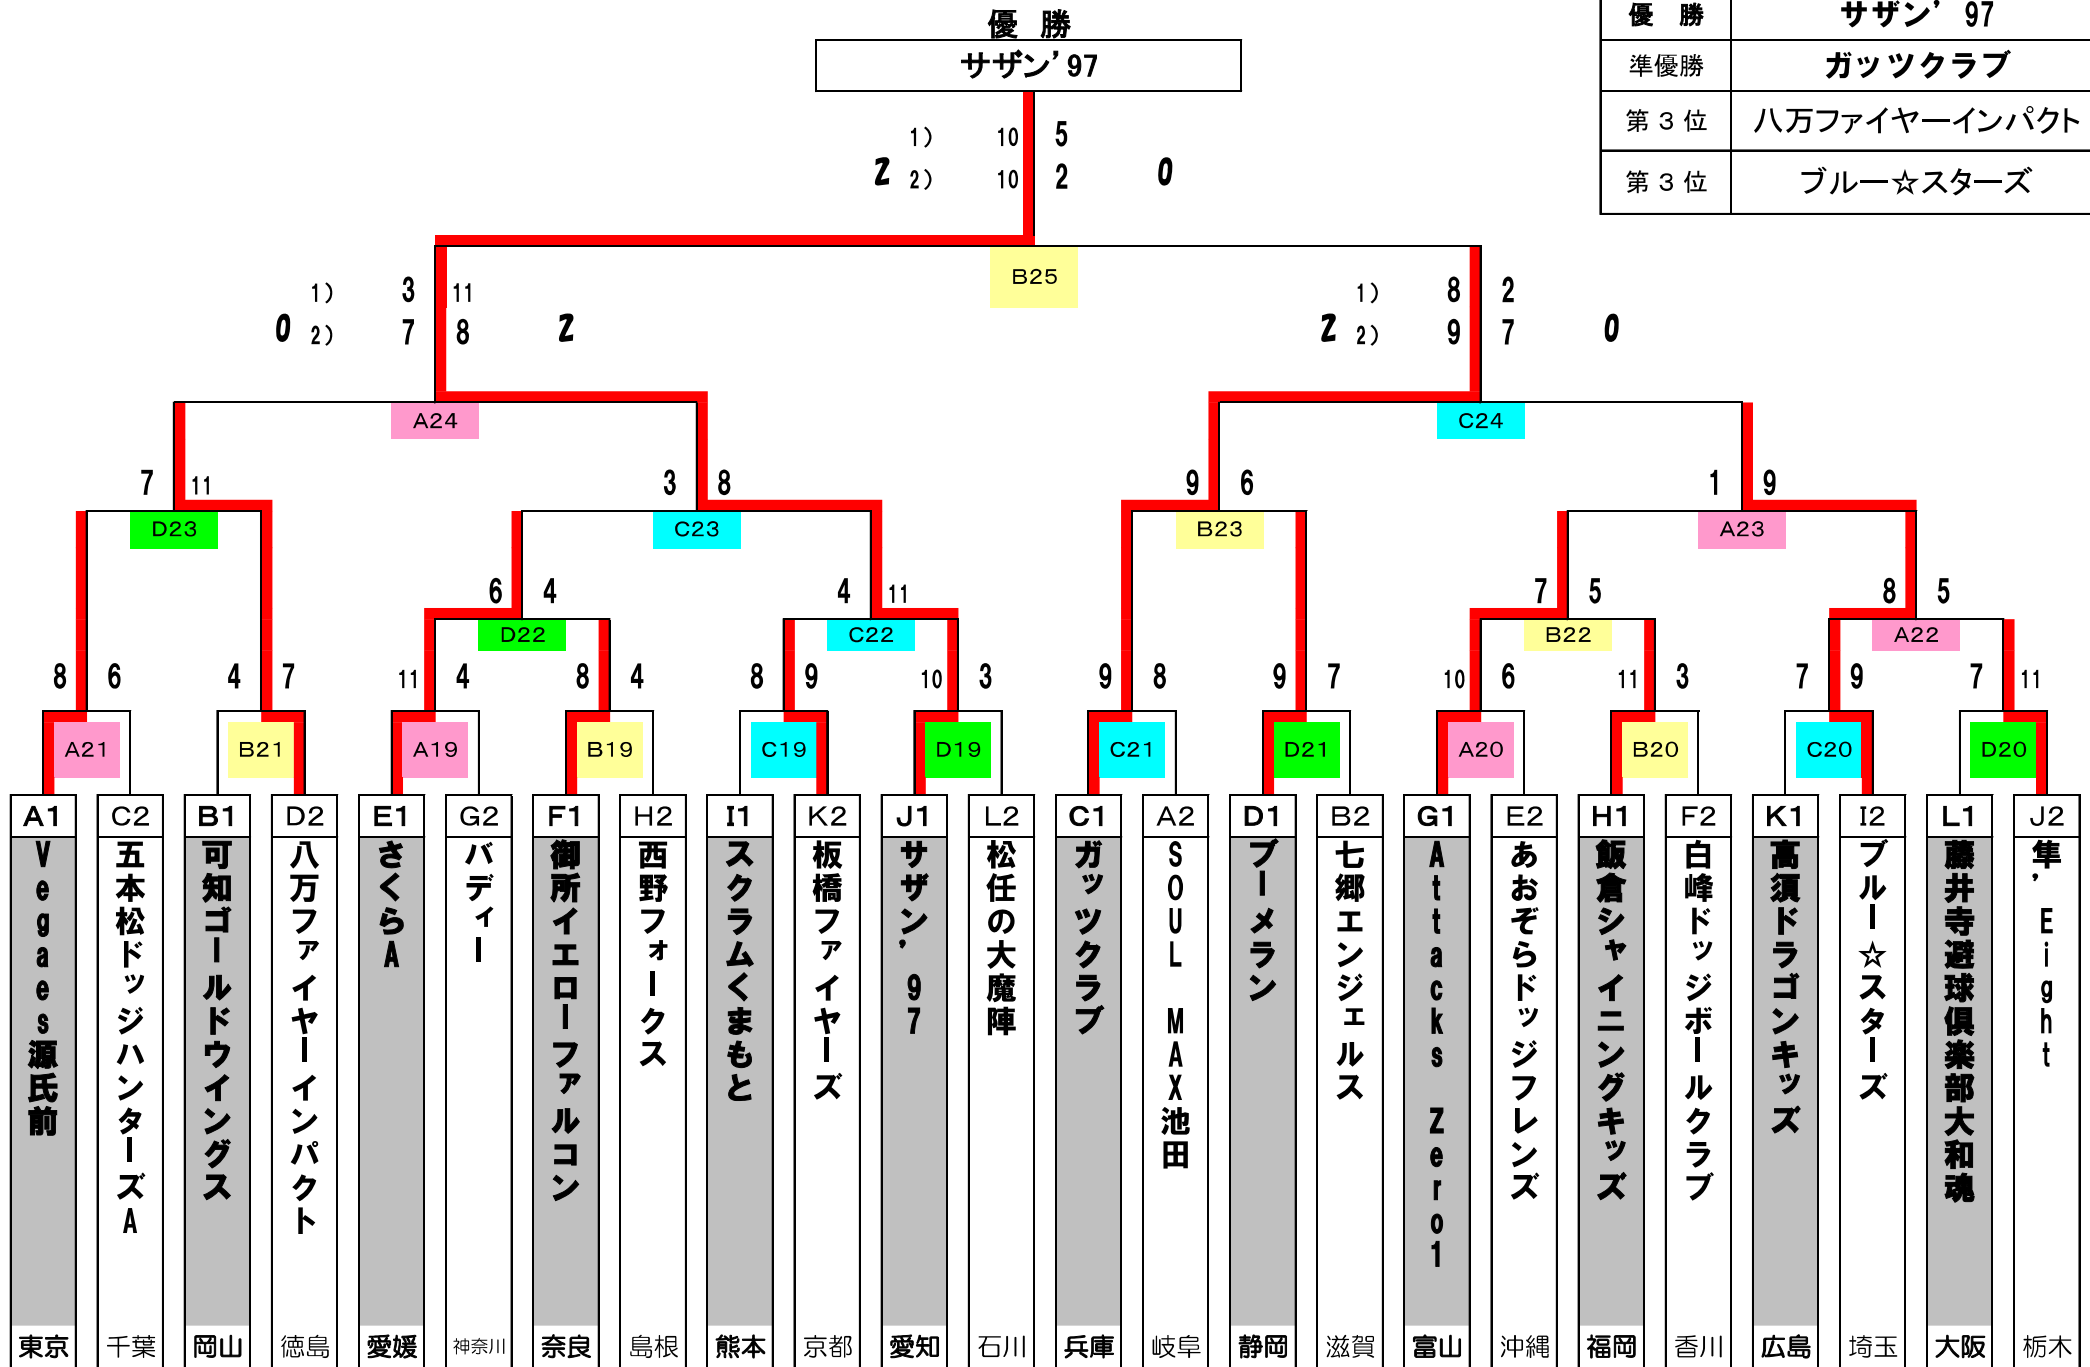 優 勝
サザン’97
優 勝 サザン’ 97
準優勝 ガッツクラブ
第 3 位 八万ファイヤーインパクト
第 3 位 ブルー☆スターズ
1) 10 5
2 2) 10 2 0
B25
1) 3 11
0 2) 7 8 2
1) 8 2
2 2) 9 7 0
A24 C24
7 11 3 8 9 6 1 9
D23 C23 B23 A23
6 4 4 11 7 5 8 5
D22 C22 B22 A22
8 6 4 7 11 4 8 4 8 9 10 3 9 8 9 7 10 6 11 3 7 9 7 11
A21 B21 A19 B19 C19 D19 C21 D21 A20 B20 C20 D20
A1 C2 B1 D2 E1 G2 F1 H2 I1 K2 J1 L2 C1 A2 D1 B2 G1 E2 H1 F2 K1 I2 L1 J2
Vegaes源氏前
五本松ドッジハンターズA
可知ゴールドウイングス
八万ファイヤーインパクト
さくらA
バディー
御所イエローファルコン
西野フォークス
スクラムくまもと
板橋ファイヤーズ
サザン’97
松任の大魔陣
ガッツクラブ
SOUL MAX池田
ブーメラン
七郷エンジェルス
Attacks Zero1
あおぞらドッジフレンズ
飯倉シャイニングキッズ
白峰ドッジボールクラブ
高須ドラゴンキッズ
ブルー☆スターズ
藤井寺避球倶楽部大和魂
隼’Eight
東京 千葉 岡山 徳島 愛媛 神奈川 奈良 島根 熊本 京都 愛知 石川 兵庫 岐阜 静岡 滋賀 富山 沖縄 福岡 香川 広島 埼玉 大阪 栃木